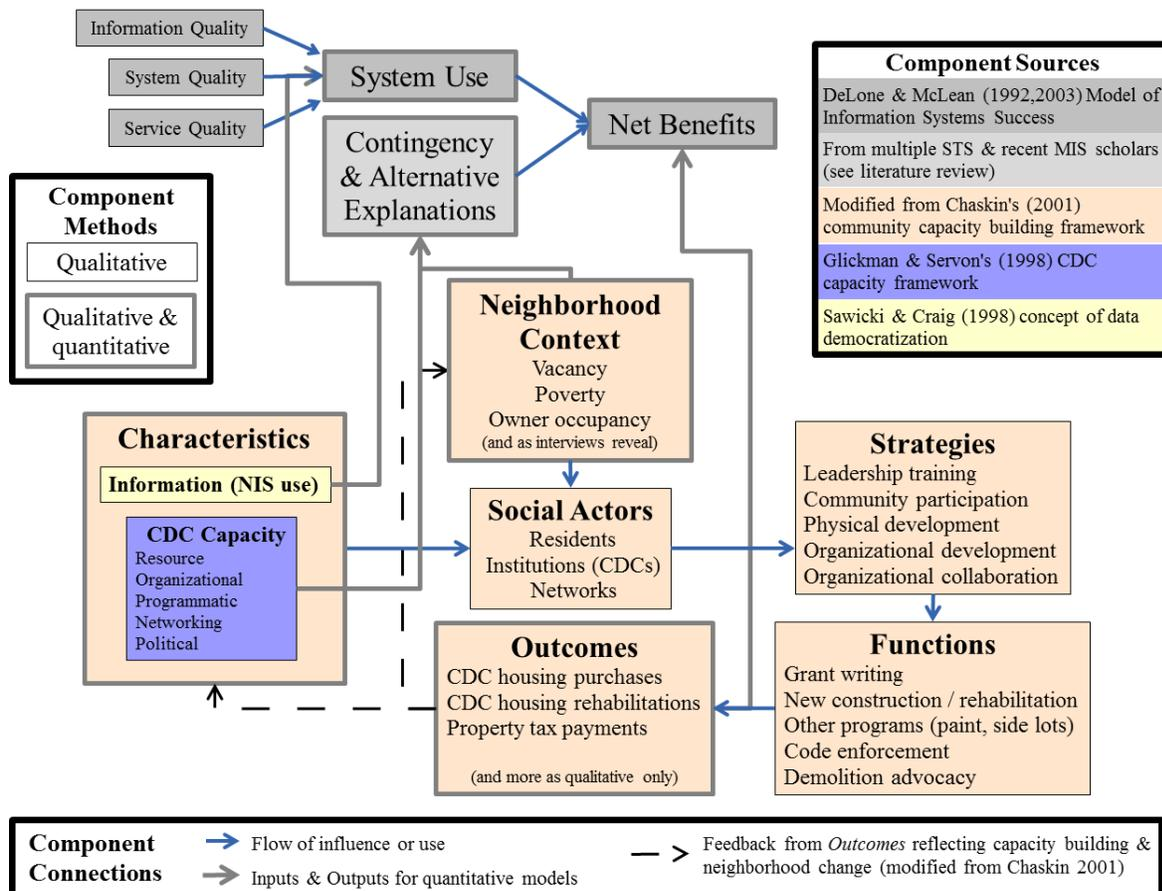 Information Quality
System Quality
Service Quality
System Use
Contingency
& Alternative
Explanations
Net Benefits
Component Sources
DeLone & McLean (1992,2003) Model of
Information Systems Success
From multiple STS & recent MIS scholars
(see literature review)
Modified from Chaskin's (2001)
community capacity building framework
Glickman & Servon's (1998) CDC
capacity framework
Sawicki & Craig (1998) concept of data
democratization
Component
Methods
Qualitative
Qualitative &
quantitative
Neighborhood
Context
Vacancy
Poverty
Owner occupancy
(and as interviews reveal)
Characteristics
Information (NIS use)
CDC Capacity
Resource
Organizational
Programmatic
Networking
Political
Social Actors
Residents
Institutions (CDCs)
Networks
Strategies
Leadership training
Community participation
Physical development
Organizational development
Organizational collaboration
Outcomes
CDC housing purchases
CDC housing rehabilitations
Property tax payments
(and more as qualitative only)
Functions
Grant writing
New construction / rehabilitation
Other programs (paint, side lots)
Code enforcement
Demolition advocacy
Component
Connections
Flow of influence or use
Inputs & Outputs for quantitative models
Feedback from Outcomes reflecting capacity building &
neighborhood change (modified from Chaskin 2001)